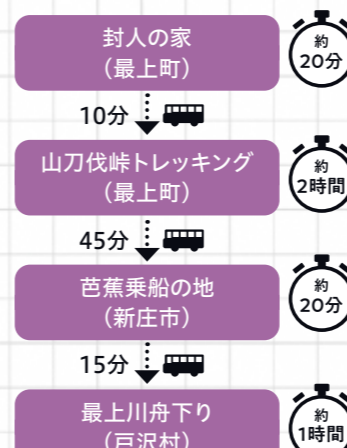 封人の家
（最上町）
約
20分
10分
山刀伐峠トレッキング
（最上町）
約
2時間
45分
芭蕉乗船の地
（新庄市）
約
20分
15分
最上川舟下り
（戸沢村）
約
1時間